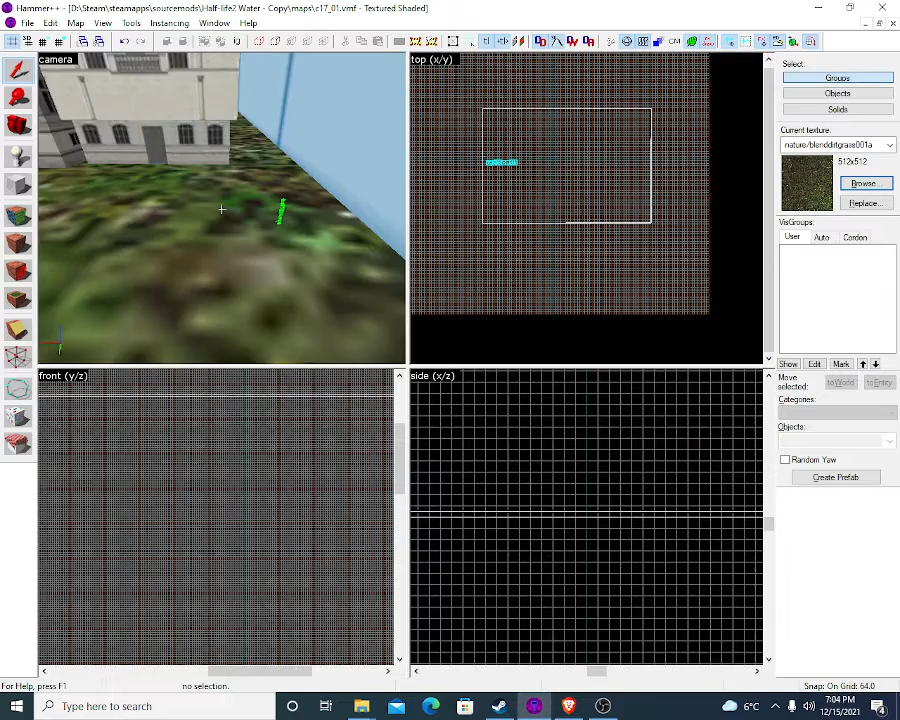 Hammer++ - [D:\Steam\steamapps\sourcemods\Half-life2 Water - Copy\maps\c17_01.vmf - Textured Shaded]
File Edit Map View Tools Instancing Window Help
CM
camera
top (x/y)
front (y/z)
side (x/z)
Select:
Groups
Objects
Solids
Current texture:
nature/blenddirtgrass001a
512x512
Browse...
Replace...
VisGroups:
User Auto Cordon
Show Edit Mark
Move selected:
toWorld toEntity
Categories:
Objects:
Random Yaw
Create Prefab
For Help, press F1
no selection.
Snap: On Grid: 64.0
Type here to search
6°C
7:04 PM
12/15/2021
4